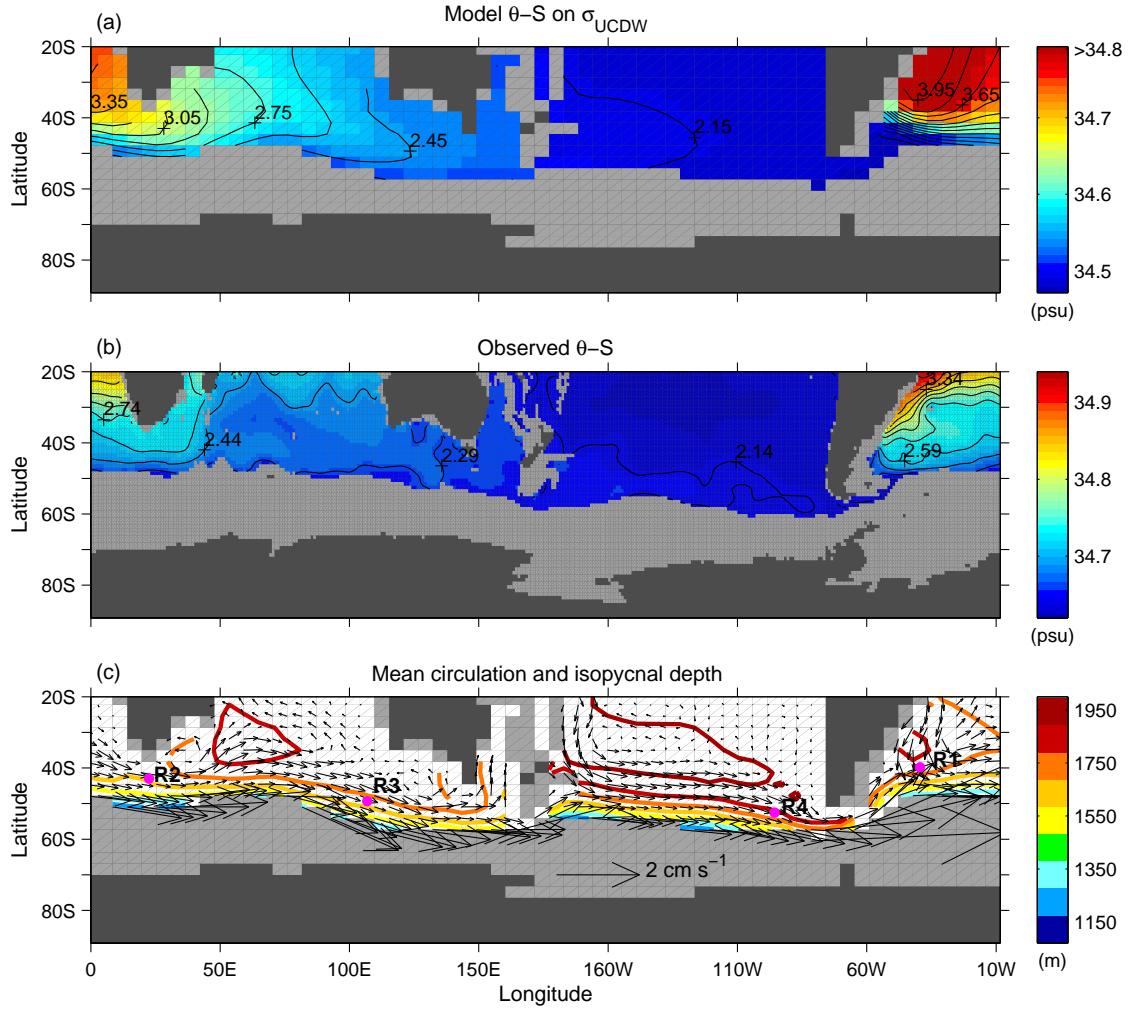 (a)
Model θ−S on σ_UCDW
20S
40S
60S
80S
Latitude
3.35
3.05
2.75
2.45
2.15
3.95
3.65
>34.8
34.7
34.6
34.5
(psu)
(b)
Observed θ−S
20S
40S
60S
80S
Latitude
2.74
2.44
2.29
2.14
3.34
2.59
34.9
34.8
34.7
34.7
(psu)
(c)
Mean circulation and isopycnal depth
20S
40S
60S
80S
Latitude
R2
R3
R4
R1
2 cm s⁻¹
1950
1750
1550
1350
1150
(m)
0
50E
100E
150E
160W
110W
60W
10W
Longitude